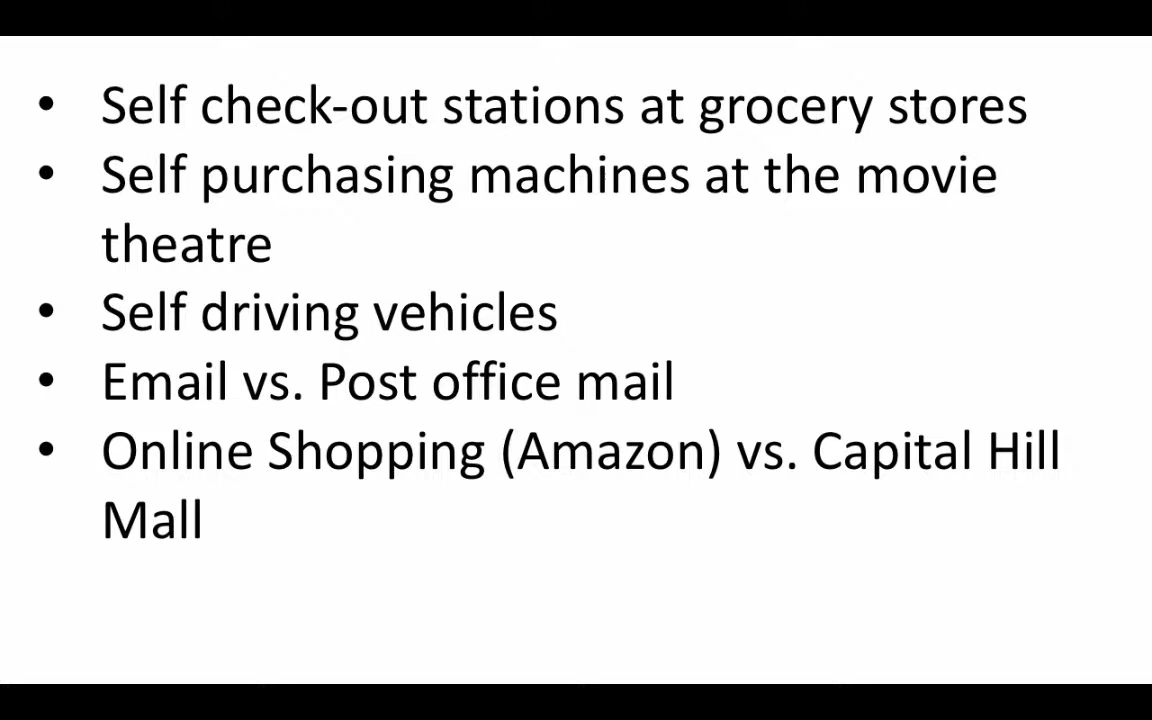 • Self check-out stations at grocery stores
• Self purchasing machines at the movie
theatre
• Self driving vehicles
• Email vs. Post office mail
• Online Shopping (Amazon) vs. Capital Hill
Mall